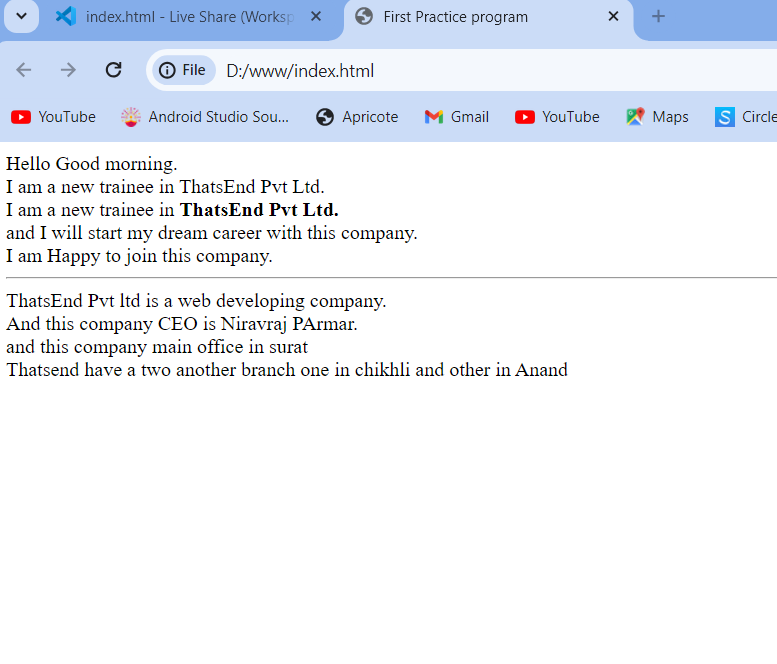 index.html - Live Share (Worksp
First Practice program
File
D:/www/index.html
YouTube
Android Studio Sou...
Apricote
Gmail
YouTube
Maps
S
Circle
Hello Good morning.
I am a new trainee in ThatsEnd Pvt Ltd.
I am a new trainee in ThatsEnd Pvt Ltd.
and I will start my dream career with this company.
I am Happy to join this company.
ThatsEnd Pvt ltd is a web developing company.
And this company CEO is Niravraj PArmar.
and this company main office in surat
Thatsend have a two another branch one in chikhli and other in Anand